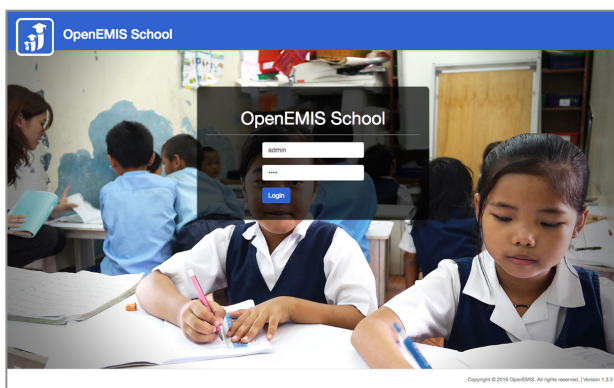 OpenEMIS School
OpenEMIS School
admin
••••
Login
Copyright © 2016 OpenEMIS. All rights reserved. | Version 1.3.3